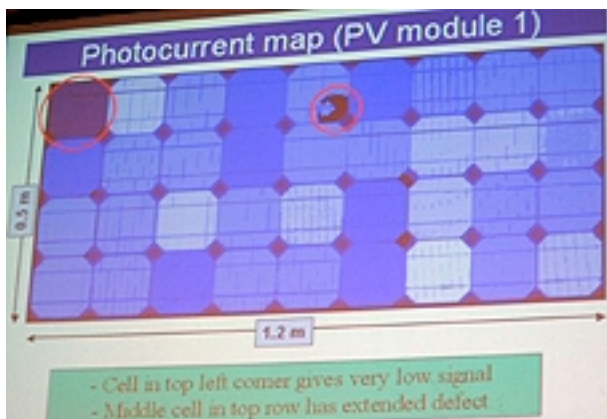 Photocurrent map (PV module 1)
0.5 m
1.2 m
- Cell in top left corner gives very low signal
- Middle cell in top row has extended defect